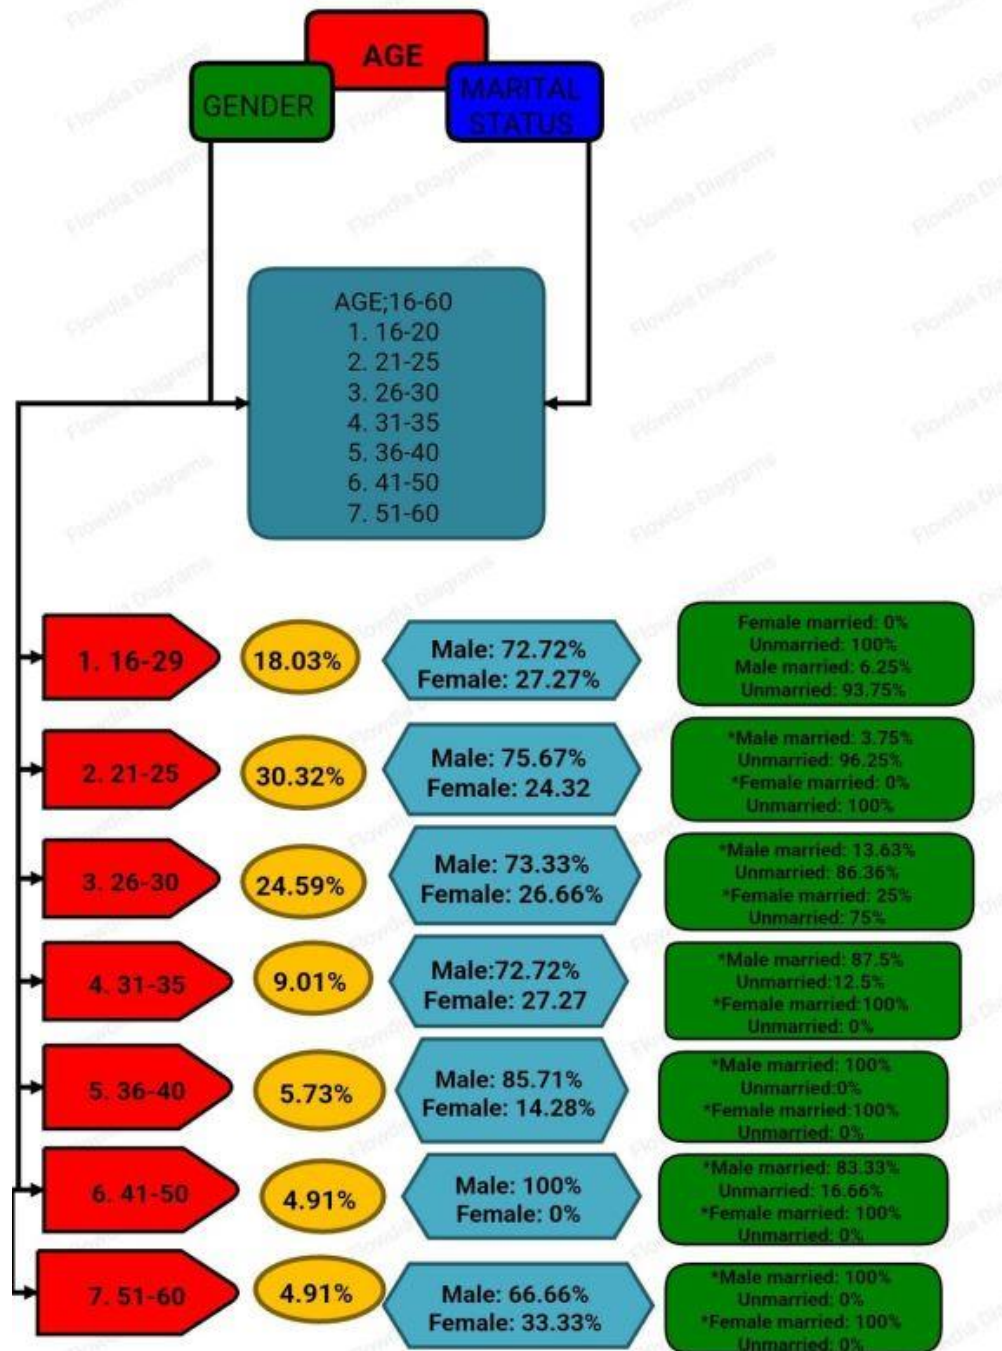 AGE
GENDER
MARITAL
STATUS
AGE;16-60
1. 16-20
2. 21-25
3. 26-30
4. 31-35
5. 36-40
6. 41-50
7. 51-60
1. 16-29
18.03%
Male: 72.72%
Female: 27.27%
Female married: 0%
Unmarried: 100%
Male married: 6.25%
Unmarried: 93.75%
2. 21-25
30.32%
Male: 75.67%
Female: 24.32
*Male married: 3.75%
Unmarried: 96.25%
*Female married: 0%
Unmarried: 100%
3. 26-30
24.59%
Male: 73.33%
Female: 26.66%
*Male married: 13.63%
Unmarried: 86.36%
*Female married: 25%
Unmarried: 75%
4. 31-35
9.01%
Male:72.72%
Female: 27.27
*Male married: 87.5%
Unmarried:12.5%
*Female married:100%
Unmarried: 0%
5. 36-40
5.73%
Male: 85.71%
Female: 14.28%
*Male married: 100%
Unmarried:0%
*Female married:100%
Unmarried: 0%
6. 41-50
4.91%
Male: 100%
Female: 0%
*Male married: 83.33%
Unmarried: 16.66%
*Female married: 100%
Unmarried: 0%
7. 51-60
4.91%
Male: 66.66%
Female: 33.33%
*Male married: 100%
Unmarried: 0%
*Female married: 100%
Unmarried: 0%
Flowdia Diagrams